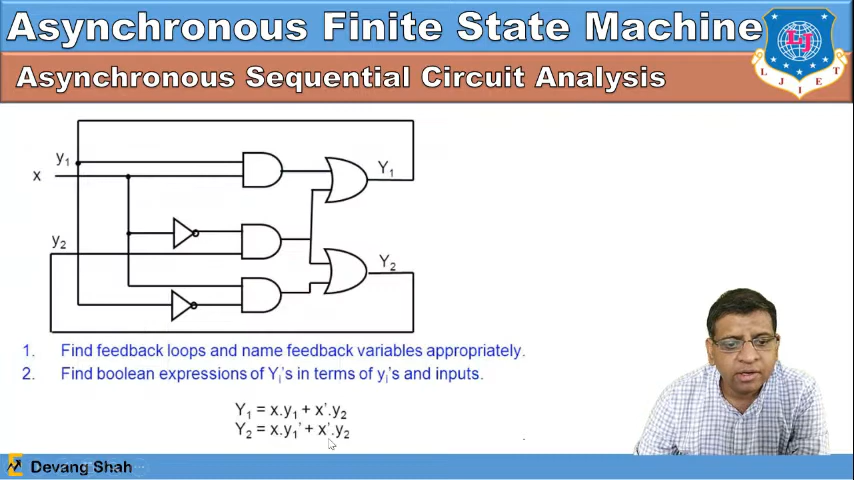 Asynchronous Finite State Machine
Asynchronous Sequential Circuit Analysis
L J I E T
y₁
x
Y₁
y₂
Y₂
1. Find feedback loops and name feedback variables appropriately.
2. Find boolean expressions of Yᵢ's in terms of yᵢ's and inputs.
Y₁ = x.y₁ + x'.y₂
Y₂ = x.y₁' + x'.y₂
Devang Shah